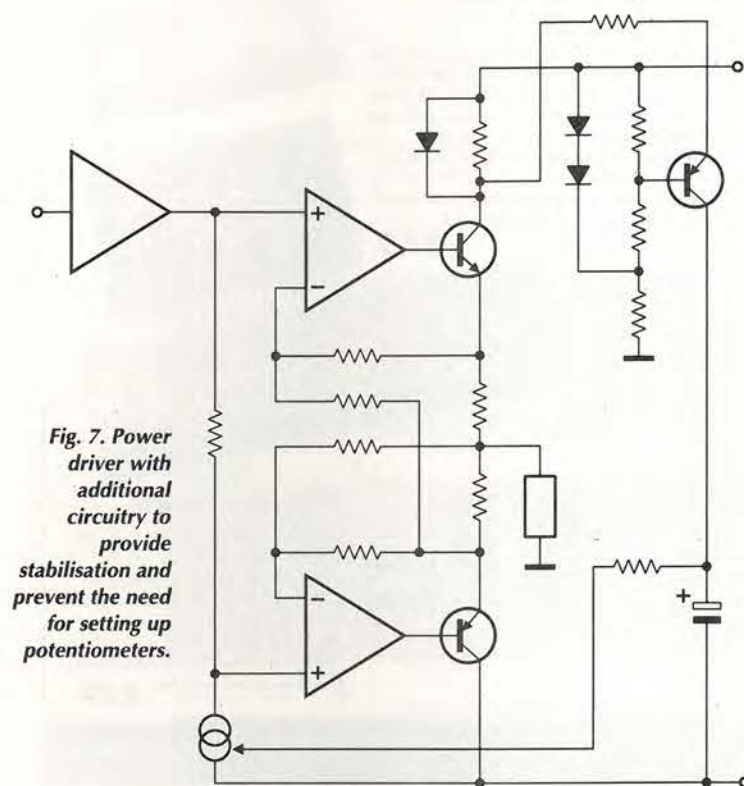 Fig. 7. Power
driver with
additional
circuitry to
provide
stabilisation and
prevent the need
for setting up
potentiometers.
+
−
−
+
+